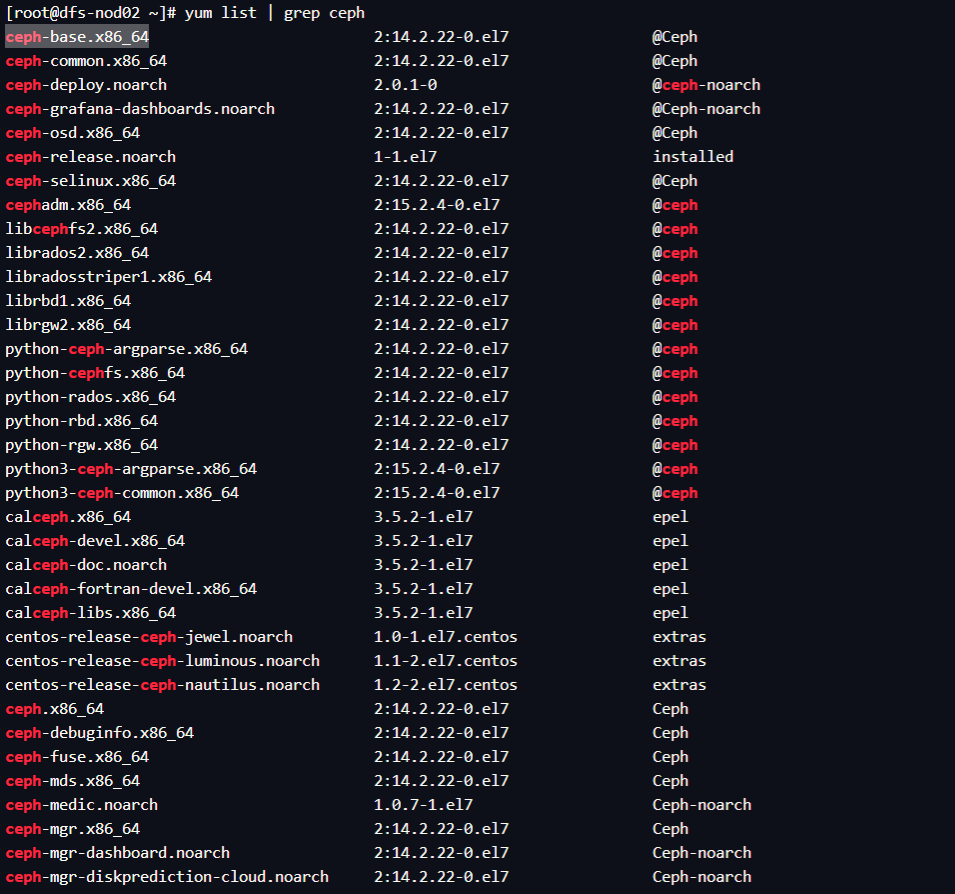 [root@dfs-nod02 ~]# yum list | grep ceph
ceph-base.x86_64 2:14.2.22-0.el7 @Ceph
ceph-common.x86_64 2:14.2.22-0.el7 @Ceph
ceph-deploy.noarch 2.0.1-0 @ceph-noarch
ceph-grafana-dashboards.noarch 2:14.2.22-0.el7 @Ceph-noarch
ceph-osd.x86_64 2:14.2.22-0.el7 @Ceph
ceph-release.noarch 1-1.el7 installed
ceph-selinux.x86_64 2:14.2.22-0.el7 @Ceph
cephadm.x86_64 2:15.2.4-0.el7 @ceph
libcephfs2.x86_64 2:14.2.22-0.el7 @ceph
librados2.x86_64 2:14.2.22-0.el7 @ceph
libradosstriper1.x86_64 2:14.2.22-0.el7 @ceph
librbd1.x86_64 2:14.2.22-0.el7 @ceph
librgw2.x86_64 2:14.2.22-0.el7 @ceph
python-ceph-argparse.x86_64 2:14.2.22-0.el7 @ceph
python-cephfs.x86_64 2:14.2.22-0.el7 @ceph
python-rados.x86_64 2:14.2.22-0.el7 @ceph
python-rbd.x86_64 2:14.2.22-0.el7 @ceph
python-rgw.x86_64 2:14.2.22-0.el7 @ceph
python3-ceph-argparse.x86_64 2:15.2.4-0.el7 @ceph
python3-ceph-common.x86_64 2:15.2.4-0.el7 @ceph
calceph.x86_64 3.5.2-1.el7 epel
calceph-devel.x86_64 3.5.2-1.el7 epel
calceph-doc.noarch 3.5.2-1.el7 epel
calceph-fortran-devel.x86_64 3.5.2-1.el7 epel
calceph-libs.x86_64 3.5.2-1.el7 epel
centos-release-ceph-jewel.noarch 1.0-1.el7.centos extras
centos-release-ceph-luminous.noarch 1.1-2.el7.centos extras
centos-release-ceph-nautilus.noarch 1.2-2.el7.centos extras
ceph.x86_64 2:14.2.22-0.el7 Ceph
ceph-debuginfo.x86_64 2:14.2.22-0.el7 Ceph
ceph-fuse.x86_64 2:14.2.22-0.el7 Ceph
ceph-mds.x86_64 2:14.2.22-0.el7 Ceph
ceph-medic.noarch 1.0.7-1.el7 Ceph-noarch
ceph-mgr.x86_64 2:14.2.22-0.el7 Ceph
ceph-mgr-dashboard.noarch 2:14.2.22-0.el7 Ceph-noarch
ceph-mgr-diskprediction-cloud.noarch 2:14.2.22-0.el7 Ceph-noarch